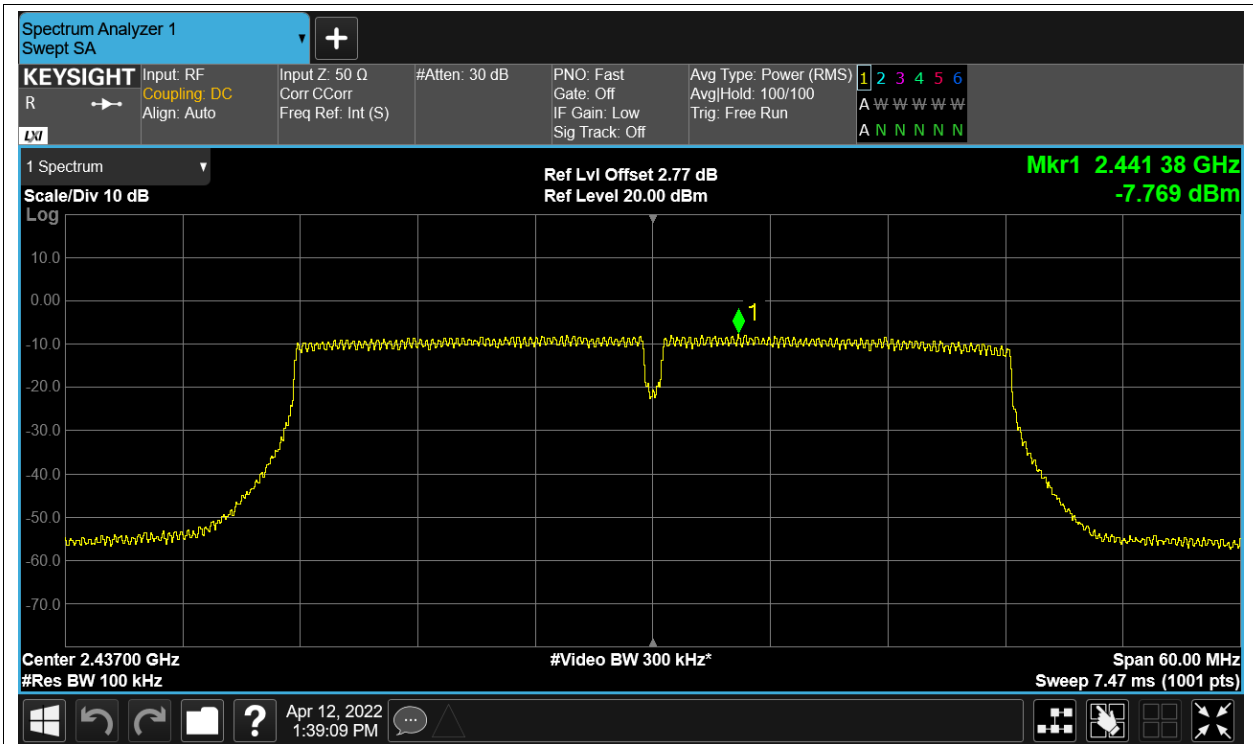 Spectrum Analyzer 1
Swept SA
KEYSIGHT
R
LXI
Input: RF
Coupling: DC
Align: Auto
Input Z: 50 Ω
Corr CCorr
Freq Ref: Int (S)
#Atten: 30 dB
PNO: Fast
Gate: Off
IF Gain: Low
Sig Track: Off
Avg Type: Power (RMS)
Avg|Hold: 100/100
Trig: Free Run
1 2 3 4 5 6
A W W W W W
A N N N N N
1 Spectrum
Scale/Div 10 dB
Log
Ref Lvl Offset 2.77 dB
Ref Level 20.00 dBm
Mkr1 2.441 38 GHz
-7.769 dBm
10.0
0.00
-10.0
-20.0
-30.0
-40.0
-50.0
-60.0
-70.0
1
Center 2.43700 GHz
#Res BW 100 kHz
#Video BW 300 kHz*
Span 60.00 MHz
Sweep 7.47 ms (1001 pts)
?
Apr 12, 2022
1:39:09 PM